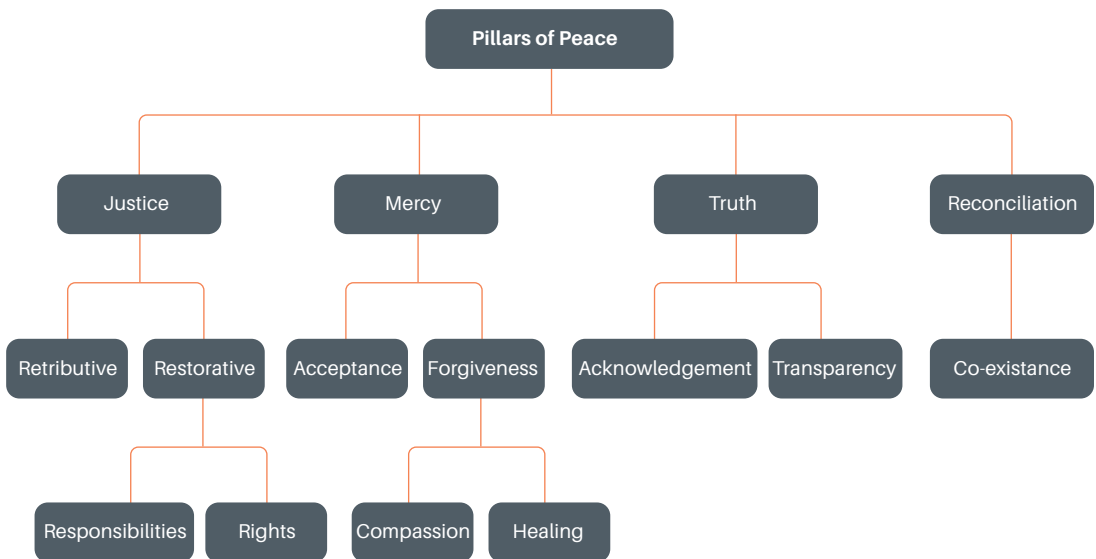 Pillars of Peace
Justice
Mercy
Truth
Reconciliation
Retributive
Restorative
Acceptance
Forgiveness
Acknowledgement
Transparency
Co-existance
Responsibilities
Rights
Compassion
Healing